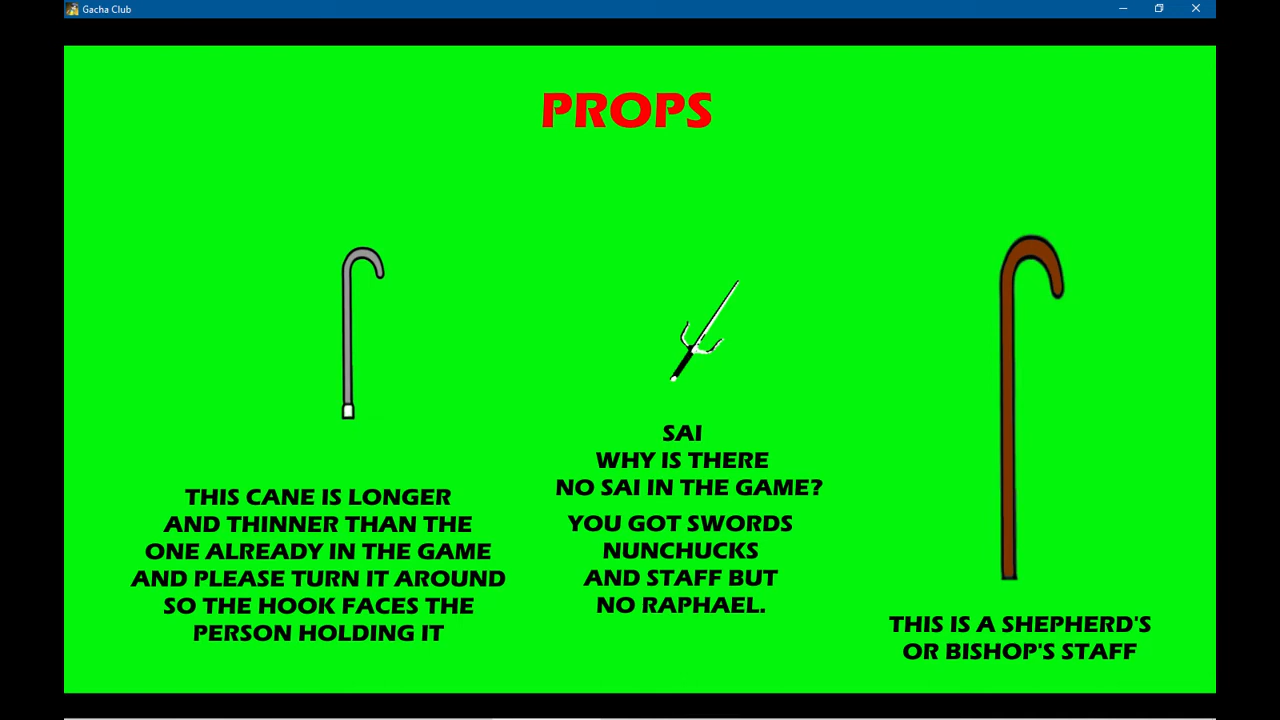 Gacha Club
PROPS
THIS CANE IS LONGER
AND THINNER THAN THE
ONE ALREADY IN THE GAME
AND PLEASE TURN IT AROUND
SO THE HOOK FACES THE
PERSON HOLDING IT
SAI
WHY IS THERE
NO SAI IN THE GAME?
YOU GOT SWORDS
NUNCHUCKS
AND STAFF BUT
NO RAPHAEL.
THIS IS A SHEPHERD'S
OR BISHOP'S STAFF